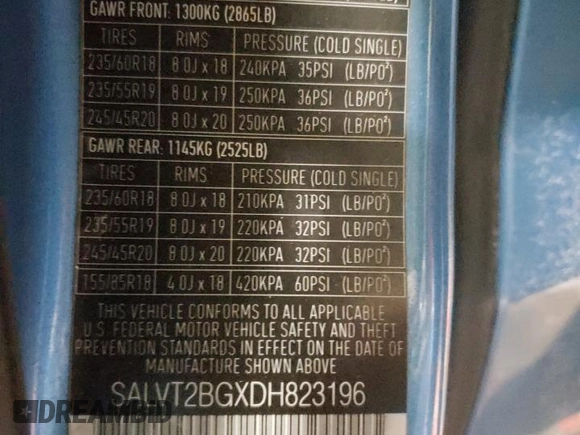 GAWR FRONT: 1300KG (2865LB)
TIRES RIMS PRESSURE (COLD SINGLE)
235/60R18 8.0J x 18 240KPA 35PSI (LB/PO²)
235/55R19 8.0J x 19 250KPA 36PSI (LB/PO²)
245/45R20 8.0J x 20 250KPA 36PSI (LB/PO²)
GAWR REAR: 1145KG (2525LB)
TIRES RIMS PRESSURE (COLD SINGLE)
235/60R18 8.0J x 18 210KPA 31PSI (LB/PO²)
235/55R19 8.0J x 19 220KPA 32PSI (LB/PO²)
245/45R20 8.0J x 20 220KPA 32PSI (LB/PO²)
155/85R18 4.0J x 18 420KPA 60PSI (LB/PO²)
THIS VEHICLE CONFORMS TO ALL APPLICABLE
U.S. FEDERAL MOTOR VEHICLE SAFETY AND THEFT
PREVENTION STANDARDS IN EFFECT ON THE DATE OF
MANUFACTURE SHOWN ABOVE
SALVT2BGXDH823196
DREAMBID